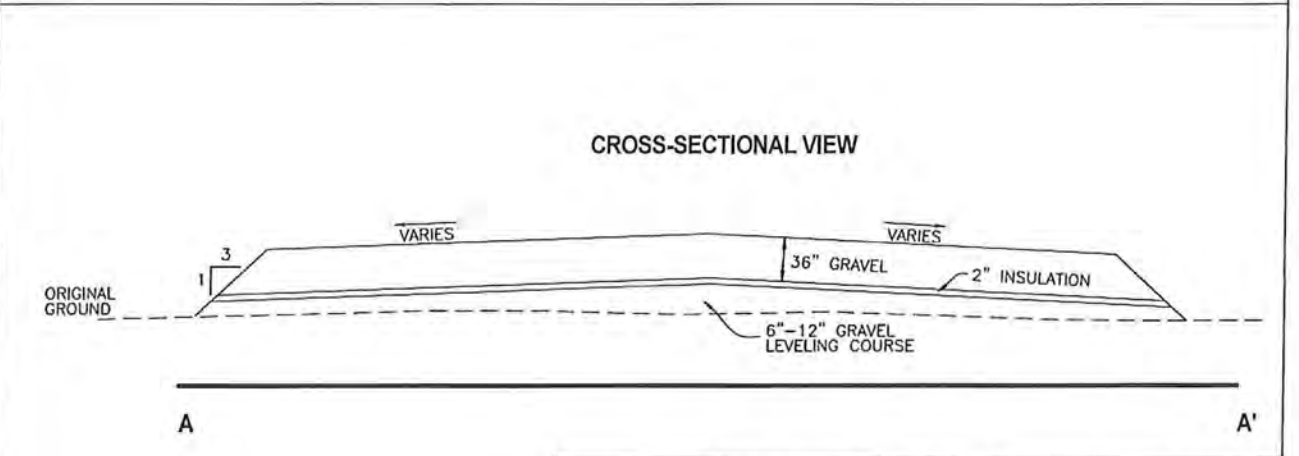 CROSS-SECTIONAL VIEW
VARIES
VARIES
3
1
36" GRAVEL
2" INSULATION
ORIGINAL
GROUND
6"-12" GRAVEL
LEVELING COURSE
A
A'